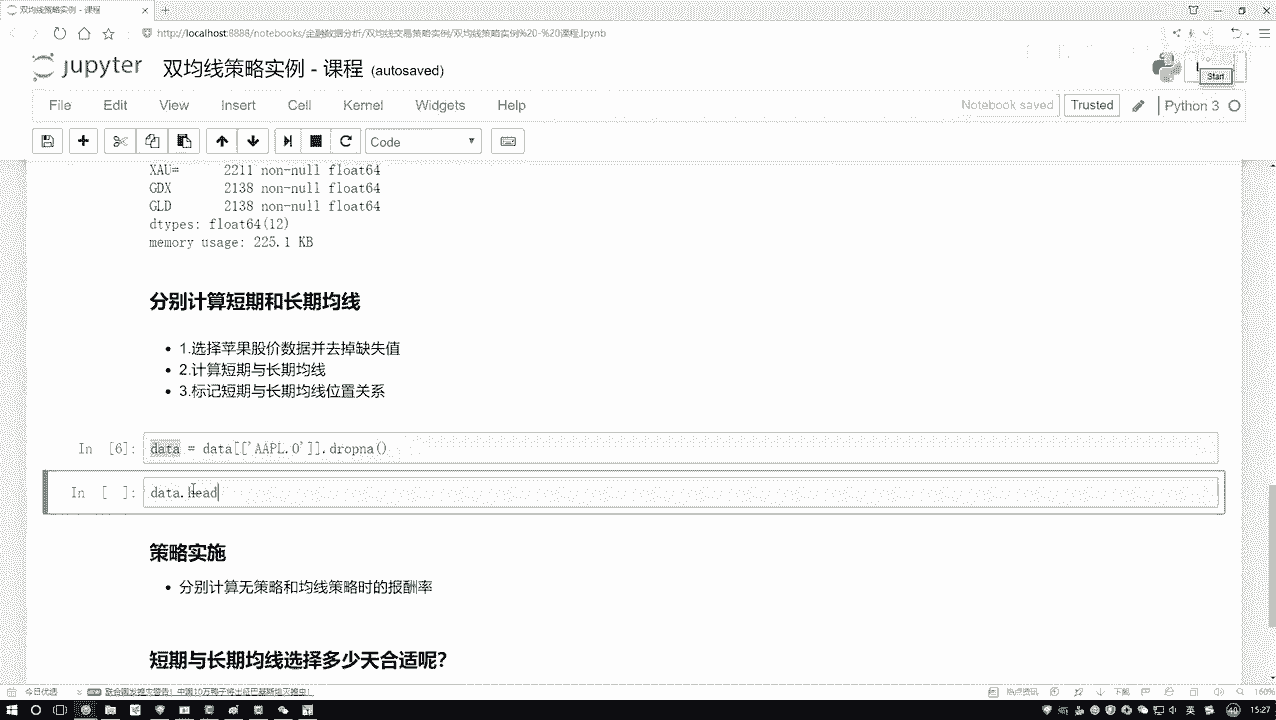 双均线策略实例 - 课程
http://localhost:8888/notebooks/金融数据分析/双均线交易策略实例/双均线策略实例%20-%20课程.ipynb
jupyter 双均线策略实例 - 课程 (autosaved)
Start
File Edit View Insert Cell Kernel Widgets Help
Notebook saved Trusted Python 3
Code
XAU= 2211 non-null float64
GDX 2138 non-null float64
GLD 2138 non-null float64
dtypes: float64(12)
memory usage: 225.1 KB
分别计算短期和长期均线
1.选择苹果股价数据并去掉缺失值
2.计算短期与长期均线
3.标记短期与长期均线位置关系
In [6]: data = data[['AAPL.O']].dropna()
In [ ]: data.head
策略实施
分别计算无策略和均线策略时的报酬率
短期与长期均线选择多少天合适呢?
今日优选
热点资讯
下载
160%
英
15:27